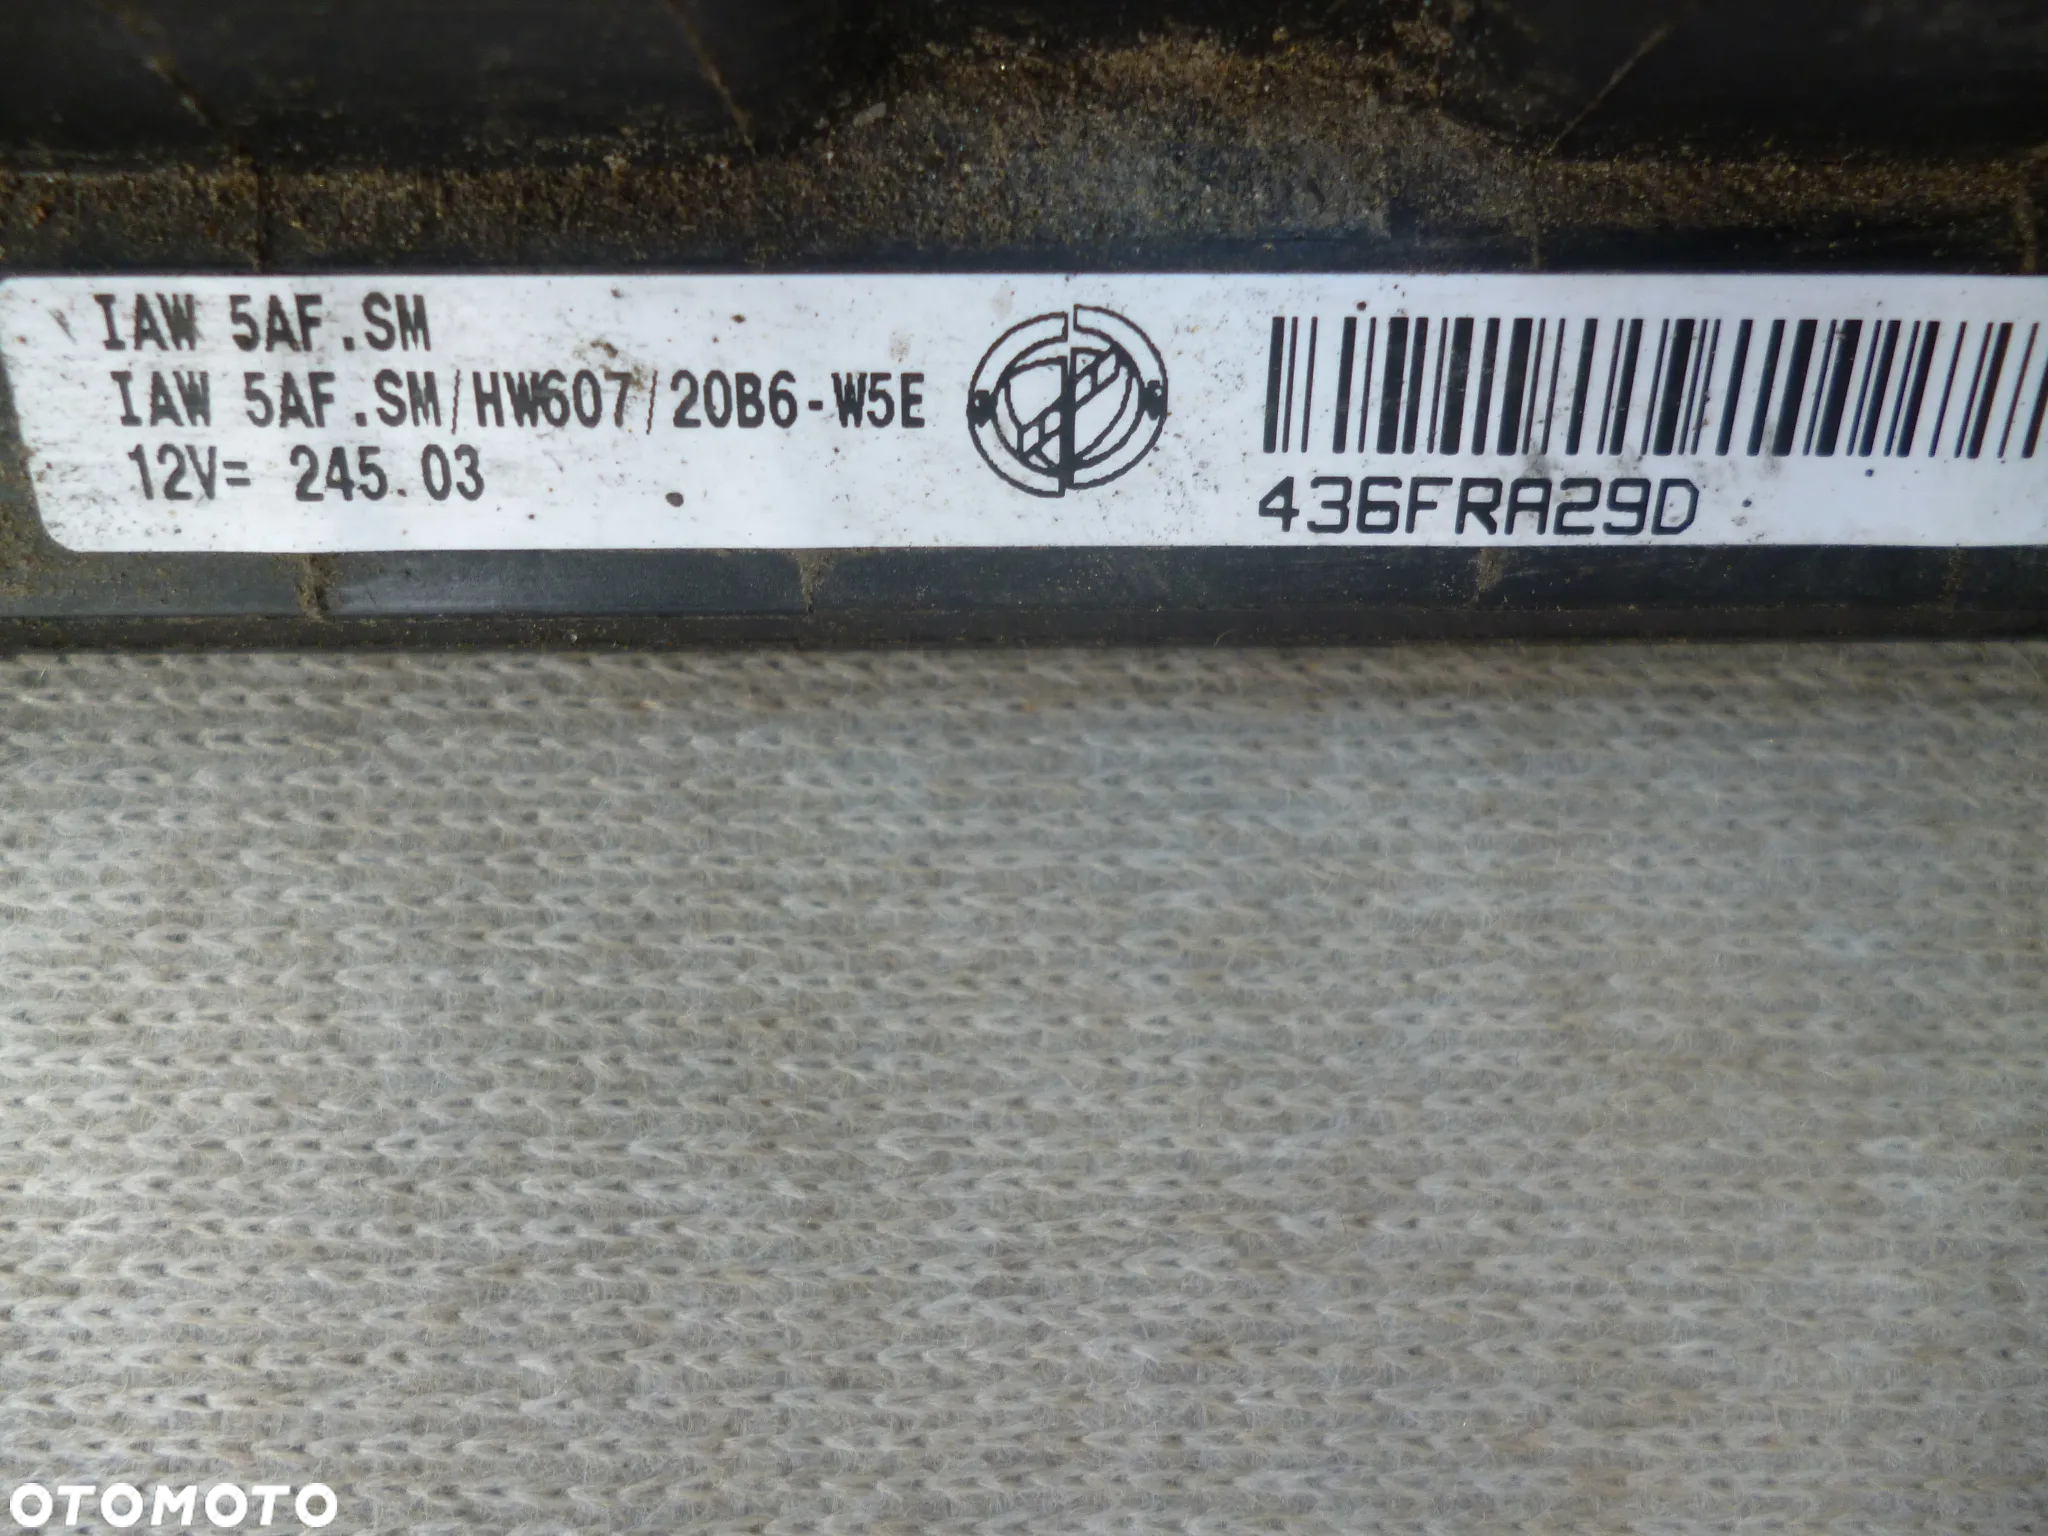 IAW 5AF.SM
IAW 5AF.SM/HW607/20B6-W5E
12V= 245.03
436FRA29D
OTOMOTO